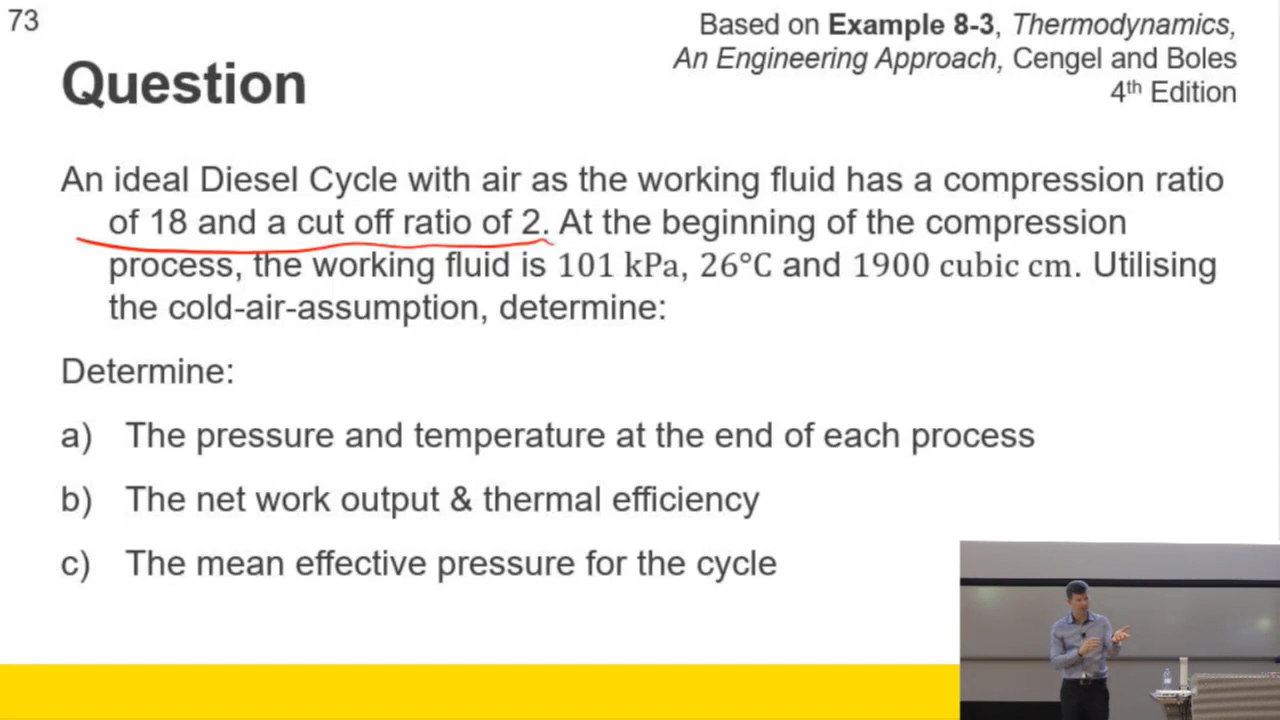 73
Based on Example 8-3, Thermodynamics,
An Engineering Approach, Cengel and Boles
4th Edition
Question
An ideal Diesel Cycle with air as the working fluid has a compression ratio
of 18 and a cut off ratio of 2. At the beginning of the compression
process, the working fluid is 101 kPa, 26°C and 1900 cubic cm. Utilising
the cold-air-assumption, determine:
Determine:
a) The pressure and temperature at the end of each process
b) The net work output & thermal efficiency
c) The mean effective pressure for the cycle